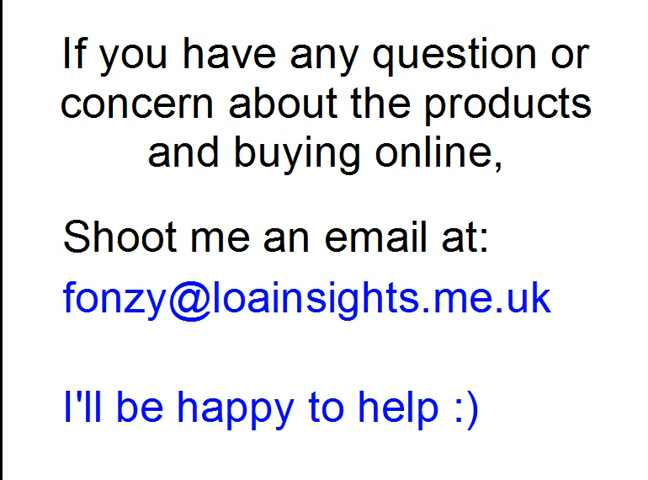 If you have any question or
concern about the products
and buying online,
Shoot me an email at:
fonzy@loainsights.me.uk
I'll be happy to help :)